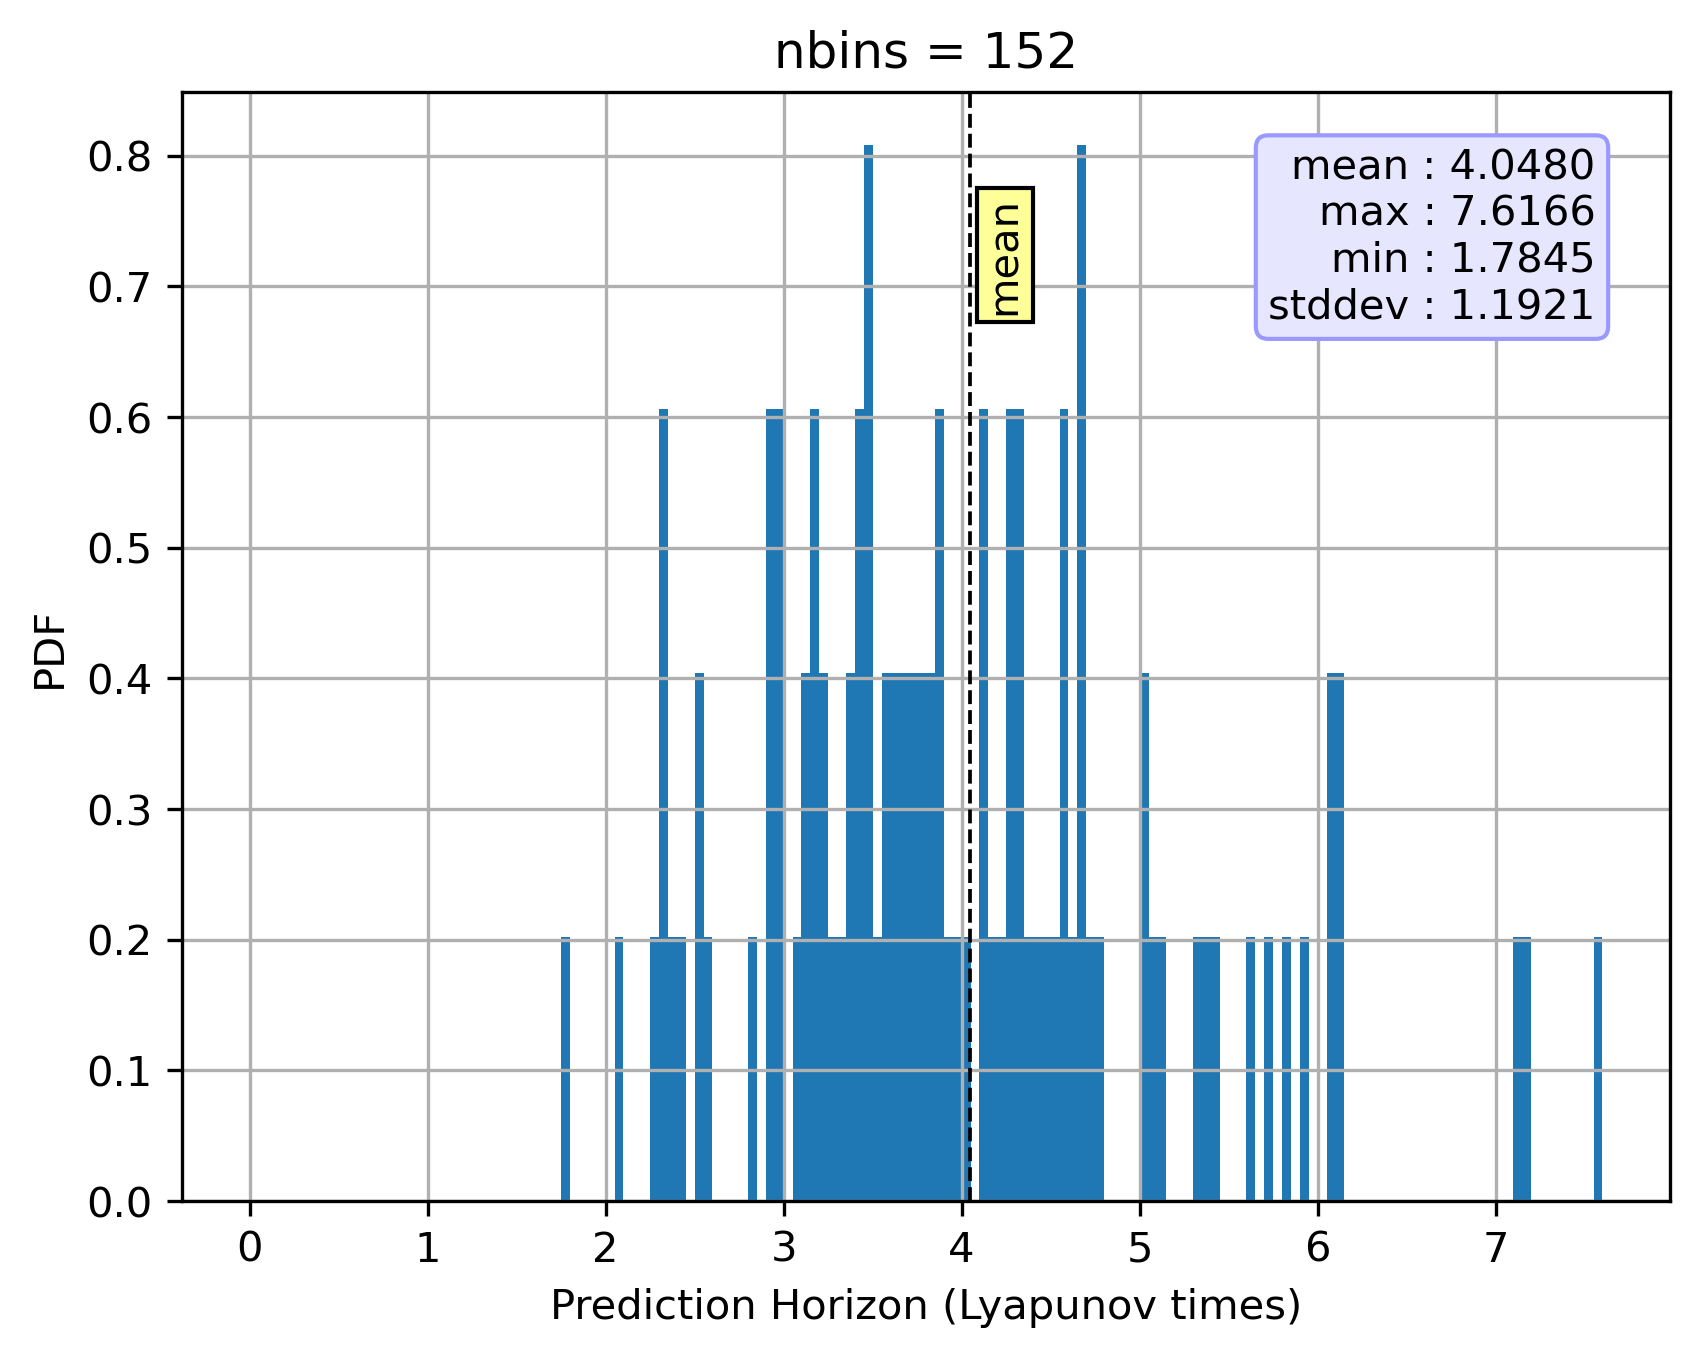 nbins = 152
mean : 4.0480
max : 7.6166
min : 1.7845
stddev : 1.1921
mean
PDF
0.8
0.7
0.6
0.5
0.4
0.3
0.2
0.1
0.0
0 1 2 3 4 5 6 7
Prediction Horizon (Lyapunov times)